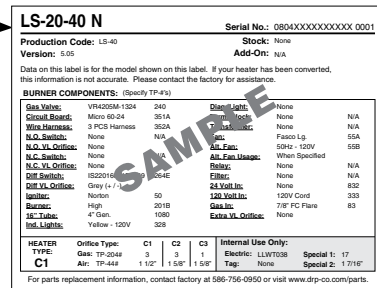 LS-20-40 N
Serial No.: 0804XXXXXXXXXX 0001
Production Code: LS-40 Stock: None
Version: 5.05 Add-On: N/A
Data on this label is for the model shown on this label. If your heater has been converted,
this information is not accurate. Please contact the factory for assistance.
BURNER COMPONENTS: (Specify TP-4's)
Gas Valve: VR4205M-1324 240 None
Circuit Board: Micro 60-24 351A None N/A
Wire Harness: 3 PCS Harness 352A None N/A
N.O. Switch: None Fan: Fasco Lg. 55A
N.O. VL Orifice: None Alt. Fan: 50Hz - 120V 55B
N.C. Switch: None Alt. Fan Usage: When Specified
N.C. VL Orifice: None Relay: None N/A
Diff Switch: 264E Filter: None N/A
Diff VL Orifice: Grey (+ / -) 24 Volt In: None 832
Igniter: Norton 50 120 Volt In: 120V Cord 333
Burner: High 201B Gas In: 7/8" FC Flare 83
16" Tube: 4" Gen. 1080 Extra VL Orifice: None
Ind. Lights: Yellow - 120V 328
SAMPLE
HEATER TYPE: C1
Orifice Type: C1 C2 C3
Gas: TP-204# 3 3 1
Air: TP-44# 1 1/2" 1 5/8" 1 5/8"
Internal Use Only:
Electric: LLWT038 Special 1: 17
Tag: None Special 2: 1 7/16"
For parts replacement information, contact factory at 586-756-0950 or visit www.drp-co.com/parts.